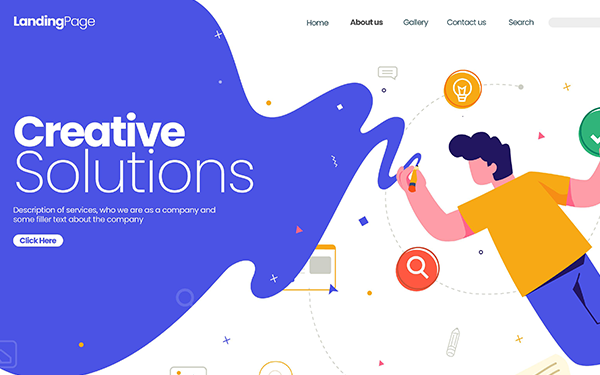 LandingPage
Home About us Gallery Contact us Search
Creative
Solutions
Description of services, who we are as a company and
some filler text about the company
Click Here